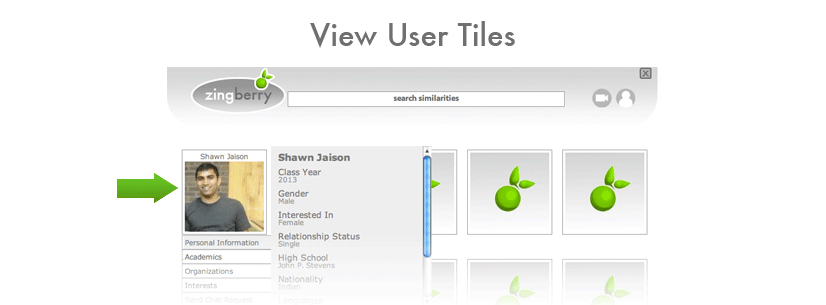 View User Tiles
zingberry
search similarities
Shawn Jaison
Shawn Jaison
Class Year
2013
Gender
Male
Interested In
Female
Relationship Status
Single
High School
John P. Stevens
Nationality
Indian
Languages
Personal Information
Academics
Organizations
Interests
Send Chat Request